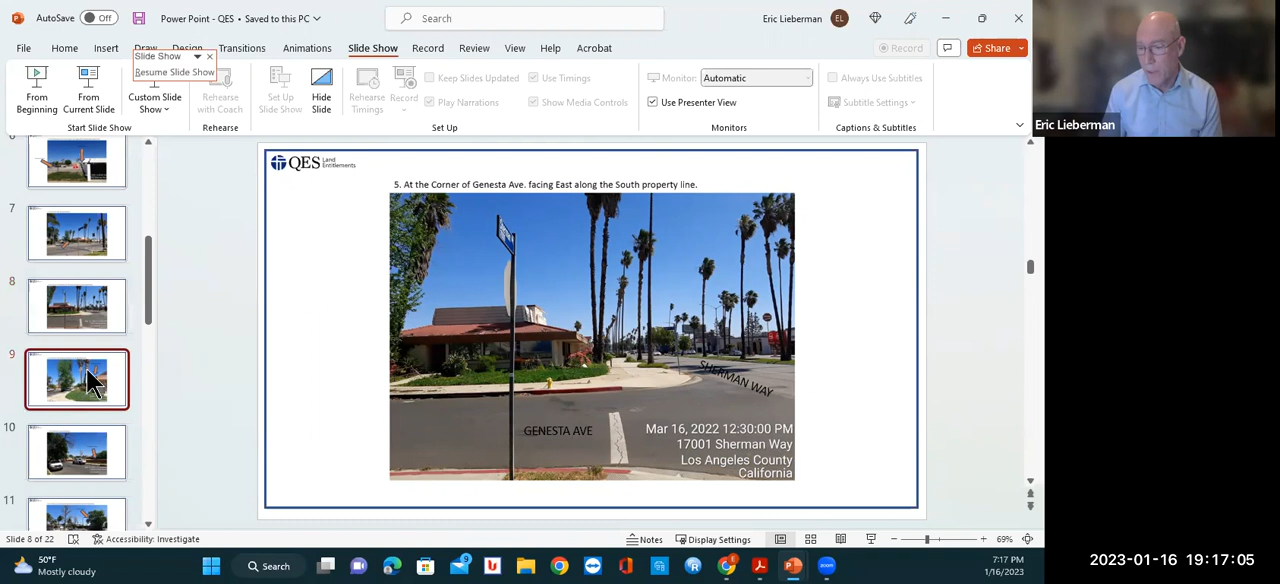 AutoSave Off Power Point - QES • Saved to this PC Search Eric Lieberman EL
File Home Insert Draw Design Transitions Animations Slide Show Record Review View Help Acrobat Record Share
Slide Show
Resume Slide Show
From Beginning
From Current Slide
Custom Slide Show
Rehearse with Coach
Set Up Slide Show
Hide Slide
Rehearse Timings
Record
Keep Slides Updated
Use Timings
Play Narrations
Show Media Controls
Monitor: Automatic
Use Presenter View
Always Use Subtitles
Subtitle Settings
Start Slide Show Rehearse Set Up Monitors Captions & Subtitles
Eric Lieberman
7
8
9
10
11
QES Land Entitlements
5. At the Corner of Genesta Ave. facing East along the South property line.
SHERMAN WAY
GENESTA AVE
Mar 16, 2022 12:30:00 PM
17001 Sherman Way
Los Angeles County
California
Slide 8 of 22 Accessibility: Investigate Notes Display Settings 69%
50°F
Mostly cloudy
Search
7:17 PM
1/16/2023
2023-01-16 19:17:05